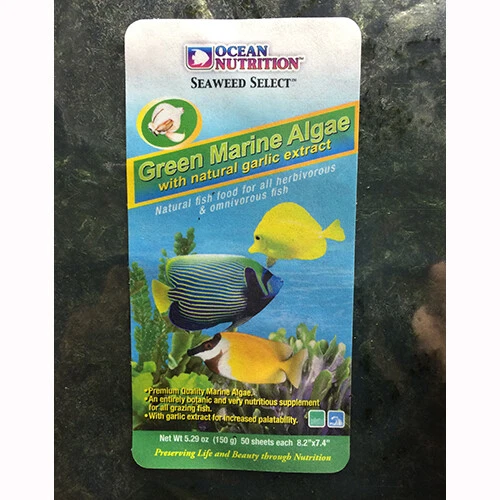 OCEAN
NUTRITION™
SEAWEED SELECT™
Green Marine Algae
with natural garlic extract
Natural fish food for all herbivorous
& omnivorous fish
•Premium Quality Marine Algae.
•An entirely botanic and very nutritious supplement
for all grazing fish.
•With garlic extract for increased palatability.
Net Wt 5.29 oz (150 g) 50 sheets each 8.2"x7.4"
Preserving Life and Beauty through Nutrition